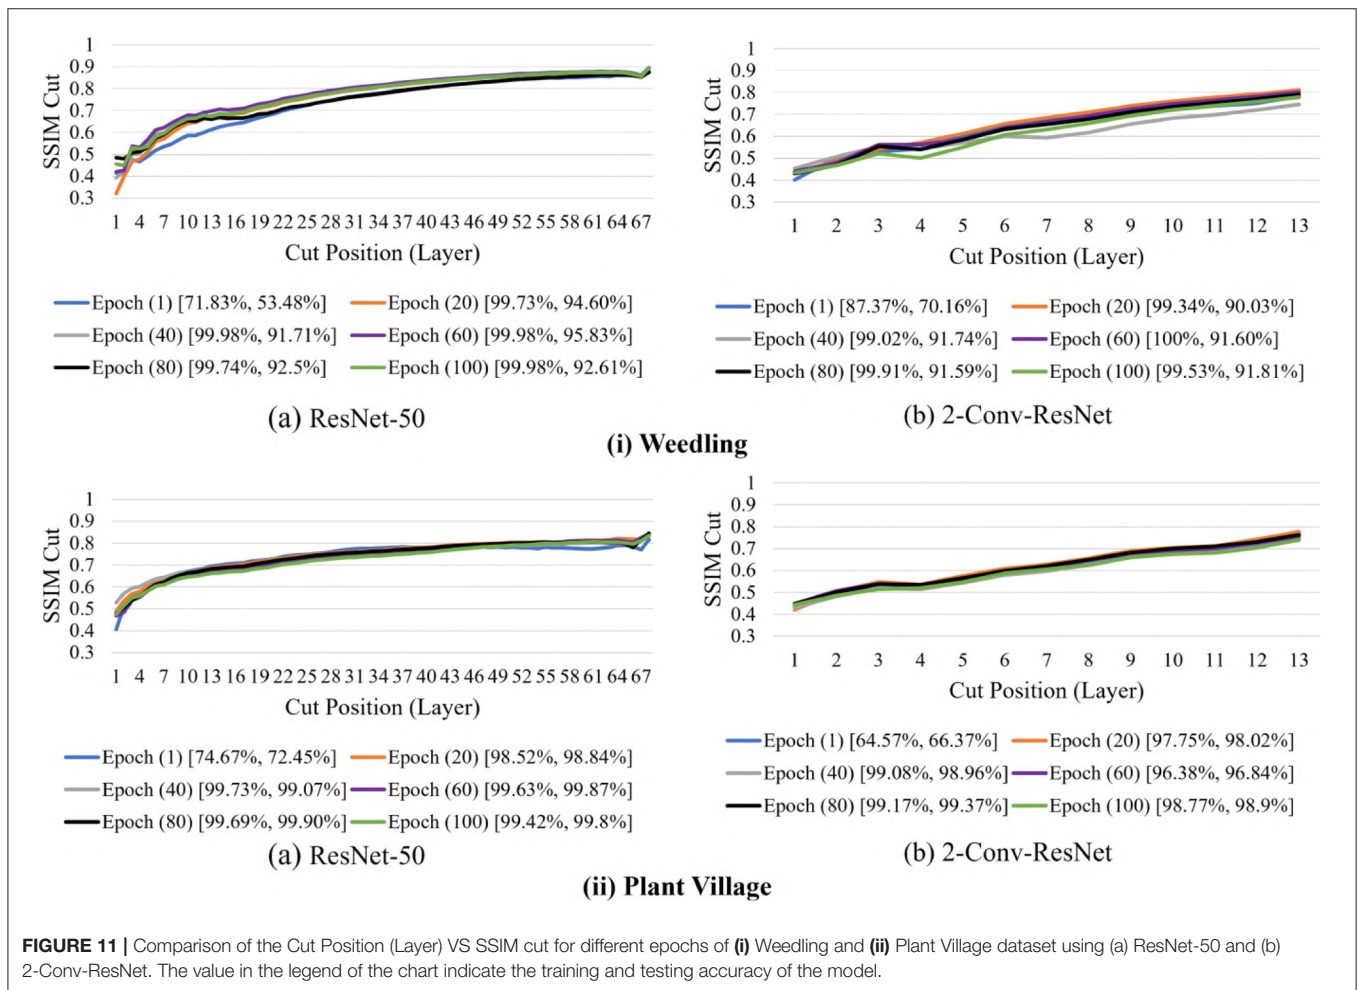 1
0.9
0.8
0.7
0.6
0.5
0.4
0.3
SSIM Cut
1 4 7 10 13 16 19 22 25 28 31 34 37 40 43 46 49 52 55 58 61 64 67
Cut Position (Layer)
Epoch (1) [71.83%, 53.48%] Epoch (20) [99.73%, 94.60%]
Epoch (40) [99.98%, 91.71%] Epoch (60) [99.98%, 95.83%]
Epoch (80) [99.74%, 92.5%] Epoch (100) [99.98%, 92.61%]
(a) ResNet-50
1
0.9
0.8
0.7
0.6
0.5
0.4
0.3
SSIM Cut
1 2 3 4 5 6 7 8 9 10 11 12 13
Cut Position (Layer)
Epoch (1) [87.37%, 70.16%] Epoch (20) [99.34%, 90.03%]
Epoch (40) [99.02%, 91.74%] Epoch (60) [100%, 91.60%]
Epoch (80) [99.91%, 91.59%] Epoch (100) [99.53%, 91.81%]
(b) 2-Conv-ResNet
(i) Weedling
1
0.9
0.8
0.7
0.6
0.5
0.4
0.3
SSIM Cut
1 4 7 10 13 16 19 22 25 28 31 34 37 40 43 46 49 52 55 58 61 64 67
Cut Position (Layer)
Epoch (1) [74.67%, 72.45%] Epoch (20) [98.52%, 98.84%]
Epoch (40) [99.73%, 99.07%] Epoch (60) [99.63%, 99.87%]
Epoch (80) [99.69%, 99.90%] Epoch (100) [99.42%, 99.8%]
(a) ResNet-50
1
0.9
0.8
0.7
0.6
0.5
0.4
0.3
SSIM Cut
1 2 3 4 5 6 7 8 9 10 11 12 13
Cut Position (Layer)
Epoch (1) [64.57%, 66.37%] Epoch (20) [97.75%, 98.02%]
Epoch (40) [99.08%, 98.96%] Epoch (60) [96.38%, 96.84%]
Epoch (80) [99.17%, 99.37%] Epoch (100) [98.77%, 98.9%]
(b) 2-Conv-ResNet
(ii) Plant Village
FIGURE 11 | Comparison of the Cut Position (Layer) VS SSIM cut for different epochs of (i) Weedling and (ii) Plant Village dataset using (a) ResNet-50 and (b)
2-Conv-ResNet. The value in the legend of the chart indicate the training and testing accuracy of the model.